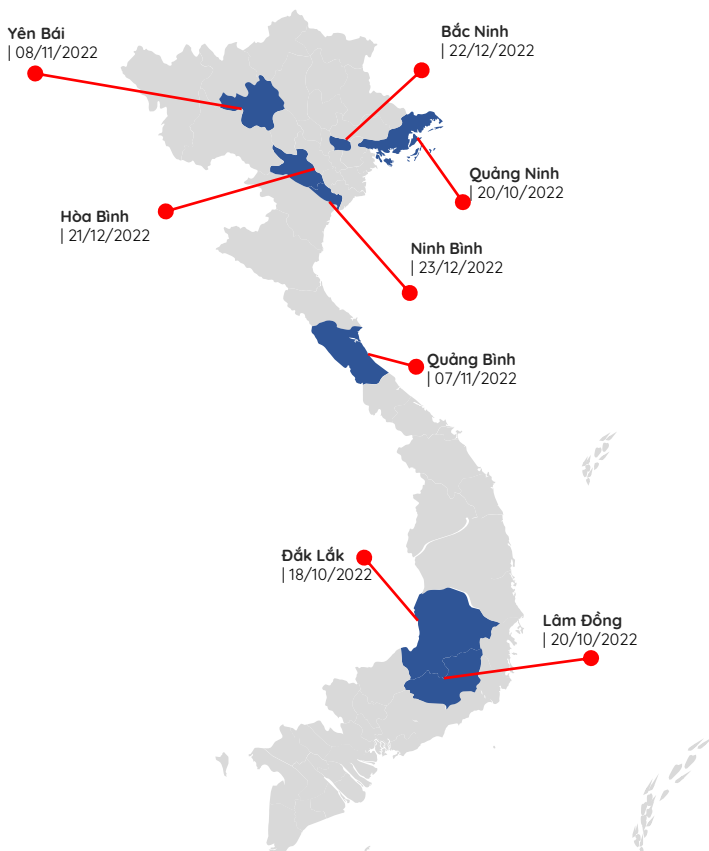 Yên Bái
| 08/11/2022
Bắc Ninh
| 22/12/2022
Quảng Ninh
| 20/10/2022
Hòa Bình
| 21/12/2022
Ninh Bình
| 23/12/2022
Quảng Bình
| 07/11/2022
Đắk Lắk
| 18/10/2022
Lâm Đồng
| 20/10/2022